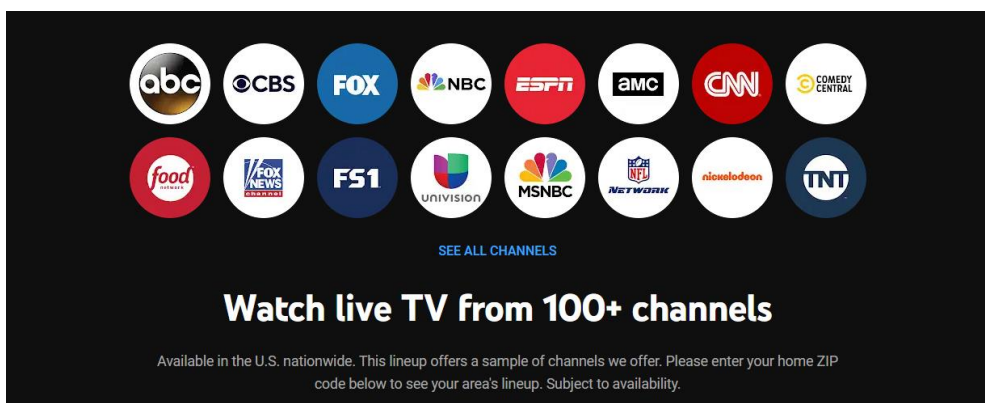 abc
CBS
FOX
NBC
ESPN
amc
CNN
COMEDY
CENTRAL
food
network
FOX
NEWS
channel
FS1
UNIVISION
MSNBC
NFL
NETWORK
nickelodeon
TNT
SEE ALL CHANNELS
Watch live TV from 100+ channels
Available in the U.S. nationwide. This lineup offers a sample of channels we offer. Please enter your home ZIP
code below to see your area's lineup. Subject to availability.